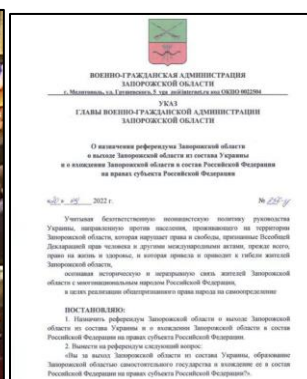 ВОЕННО-ГРАЖДАНСКАЯ АДМИНИСТРАЦИЯ
ЗАПОРОЖСКОЙ ОБЛАСТИ
г. Мелитополь, ул.
УКАЗ
ГЛАВЫ ВОЕННО-ГРАЖДАНСКОЙ АДМИНИСТРАЦИИ
ЗАПОРОЖСКОЙ ОБЛАСТИ
О назначении референдума Запорожской области
о выходе Запорожской области из состава Украины
и о вхождении Запорожской области в состав Российской Федерации
на правах субъекта Российской Федерации
2022 г. №
Учитывая безответственную неонацистскую политику руководства
Украины, направленную против населения, проживающего на территории
Запорожской области, которая нарушает права и свободы, признанные Всеобщей
Декларацией прав человека и другими международными актами, прежде всего,
право на жизнь и здоровье, и которая привела и приводит к гибели жителей
Запорожской области,
осознавая историческую и неразрывную связь жителей Запорожской
области с многонациональным народом Российской Федерации,
в целях реализации общепризнанного права народа на самоопределение
ПОСТАНОВЛЯЮ:
1. Назначить референдум Запорожской области о выходе Запорожской
области из состава Украины и о вхождении Запорожской области в состав
Российской Федерации на правах субъекта Российской Федерации.
2. Вынести на референдум следующий вопрос:
«Вы за выход Запорожской области из состава Украины, образование
Запорожской областью самостоятельного государства и вхождение ее в состав
Российской Федерации на правах субъекта Российской Федерации?».